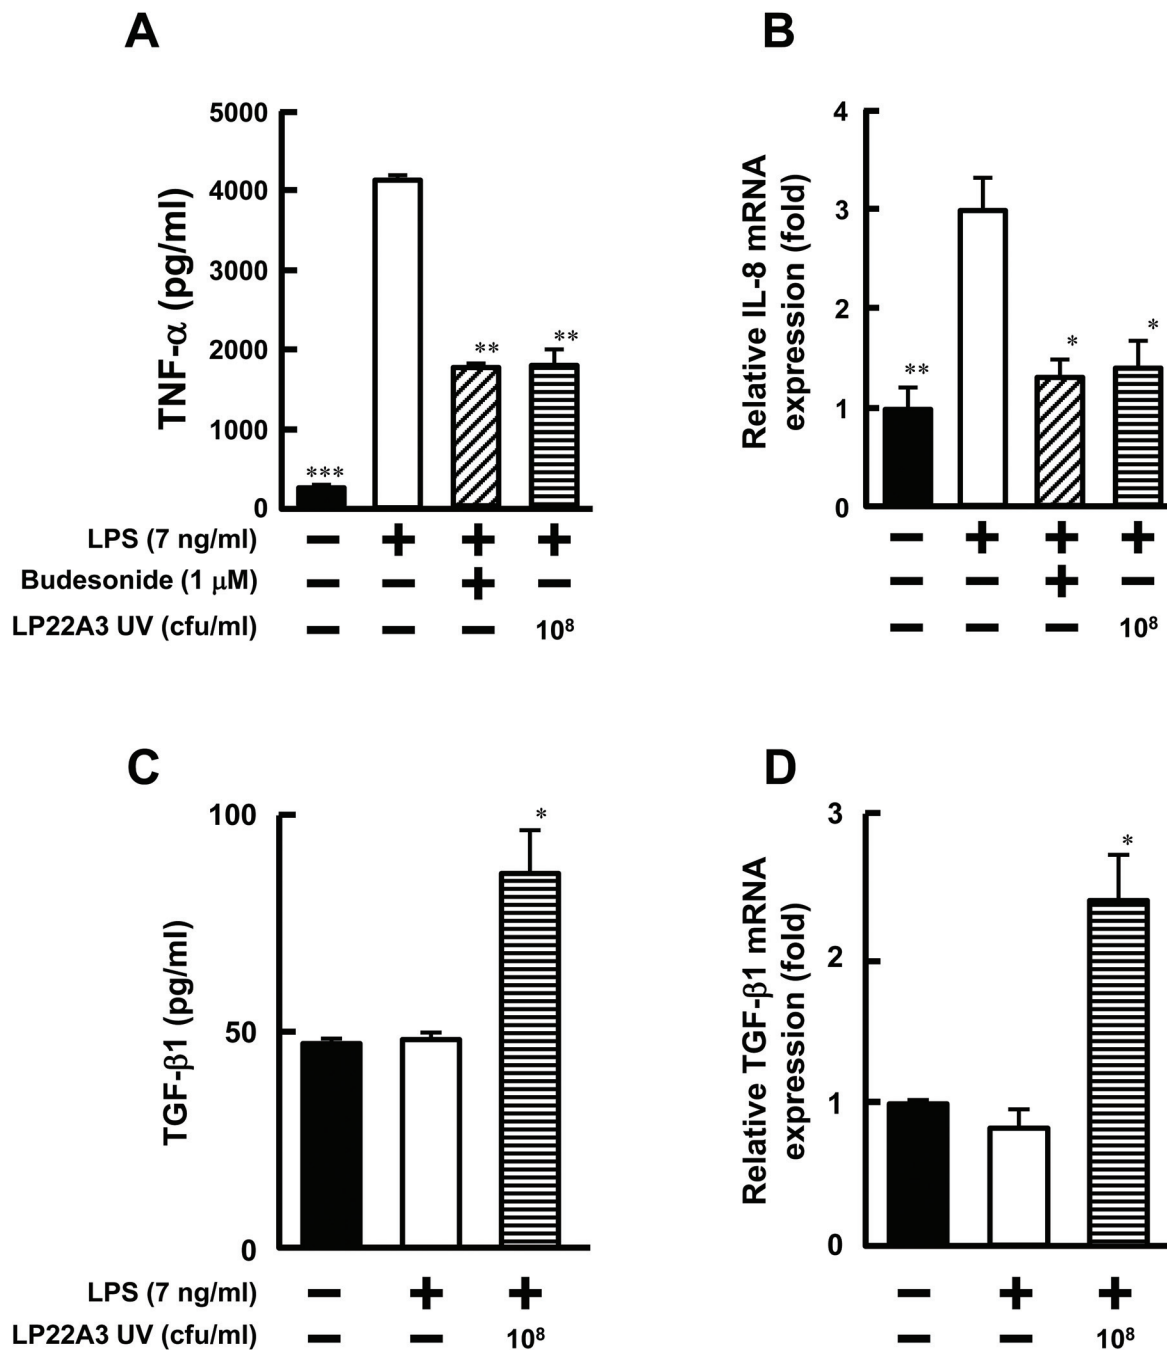 A
TNF-α (pg/ml)
5000
4000
3000
2000
1000
0
***
**
**
LPS (7 ng/ml) − + + +
Budesonide (1 μM) − − + −
LP22A3 UV (cfu/ml) − − − 10⁸
B
Relative IL-8 mRNA
expression (fold)
4
3
2
1
0
**
*
*
− + + +
− − + −
− − − 10⁸
C
TGF-β1 (pg/ml)
100
50
0
*
LPS (7 ng/ml) − + +
LP22A3 UV (cfu/ml) − − 10⁸
D
Relative TGF-β1 mRNA
expression (fold)
3
2
1
0
*
− + +
− − 10⁸